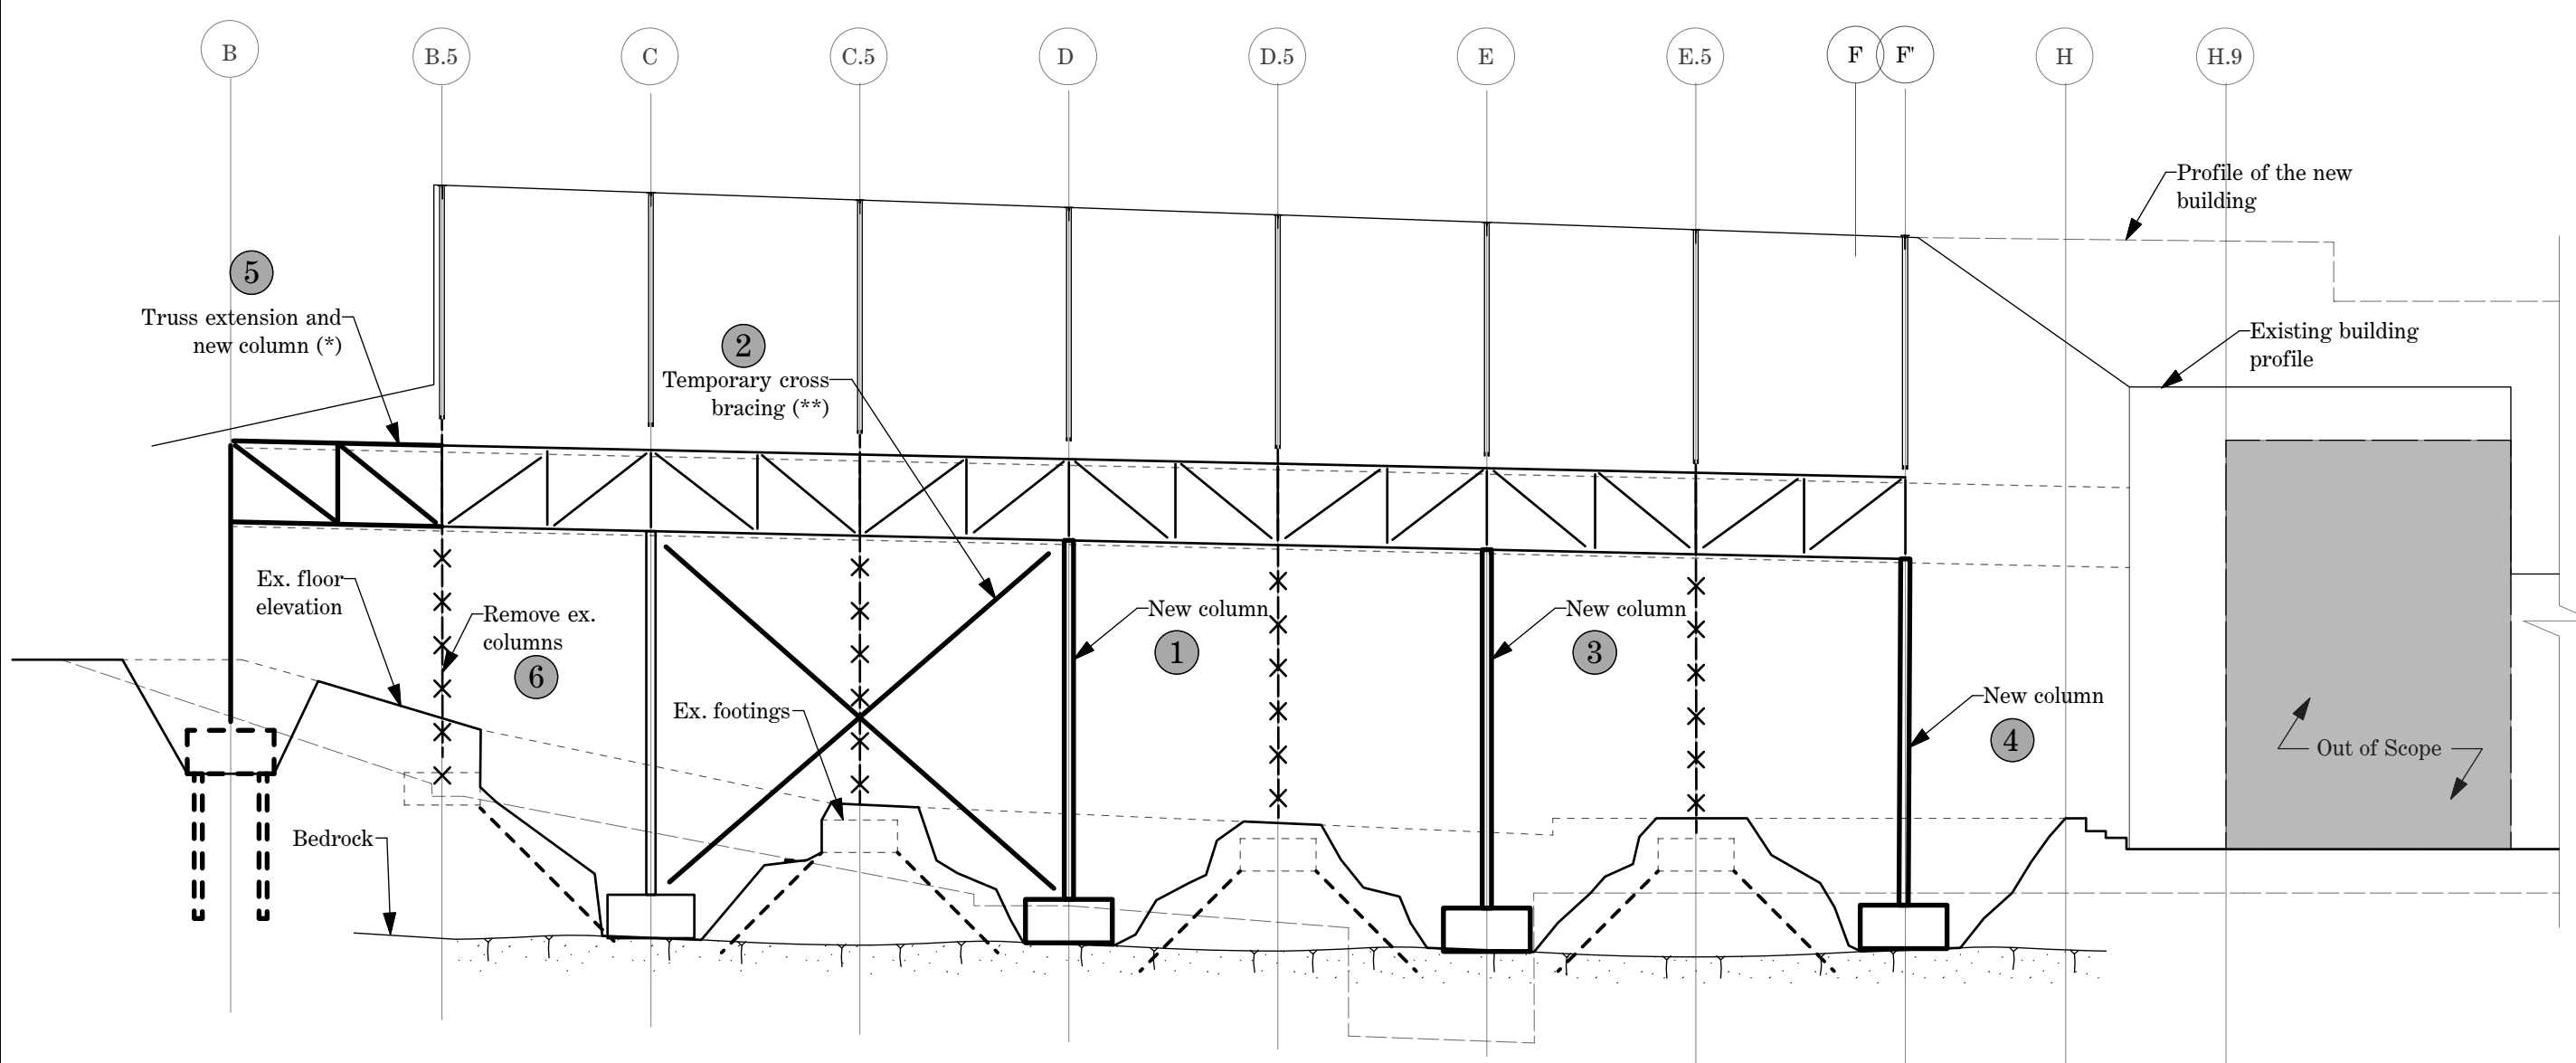 B
B.5
C
C.5
D
D.5
E
E.5
F
F'
H
H.9
Profile of the new
building
5
Truss extension and
new column (*)
2
Temporary cross
bracing (**)
Existing building
profile
Ex. floor
elevation
Remove ex.
columns
6
New column
1
New column
3
Ex. footings
New column
4
Out of Scope
Bedrock